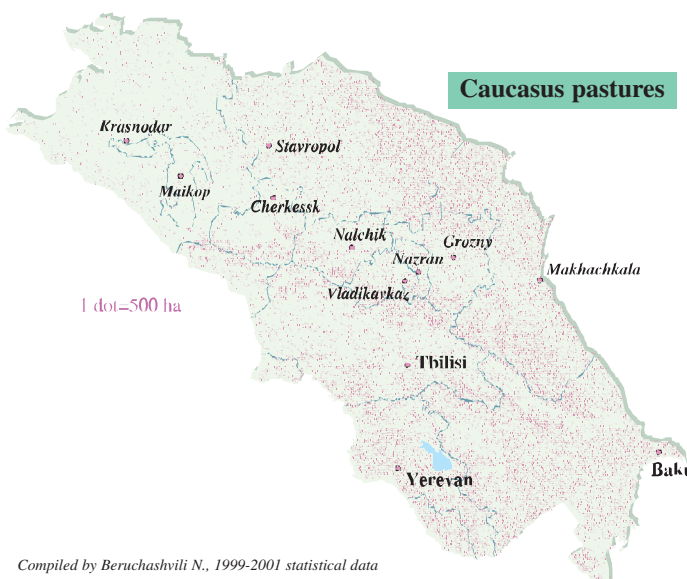 Caucasus pastures
Krasnodar
Stavropol
Maikop
Cherkessk
Nalchik
Grozny
Nazran
Makhachkala
Vladikavkaz
1 dot=500 ha
Tbilisi
Yerevan
Baku
Compiled by Beruchashvili N., 1999-2001 statistical data